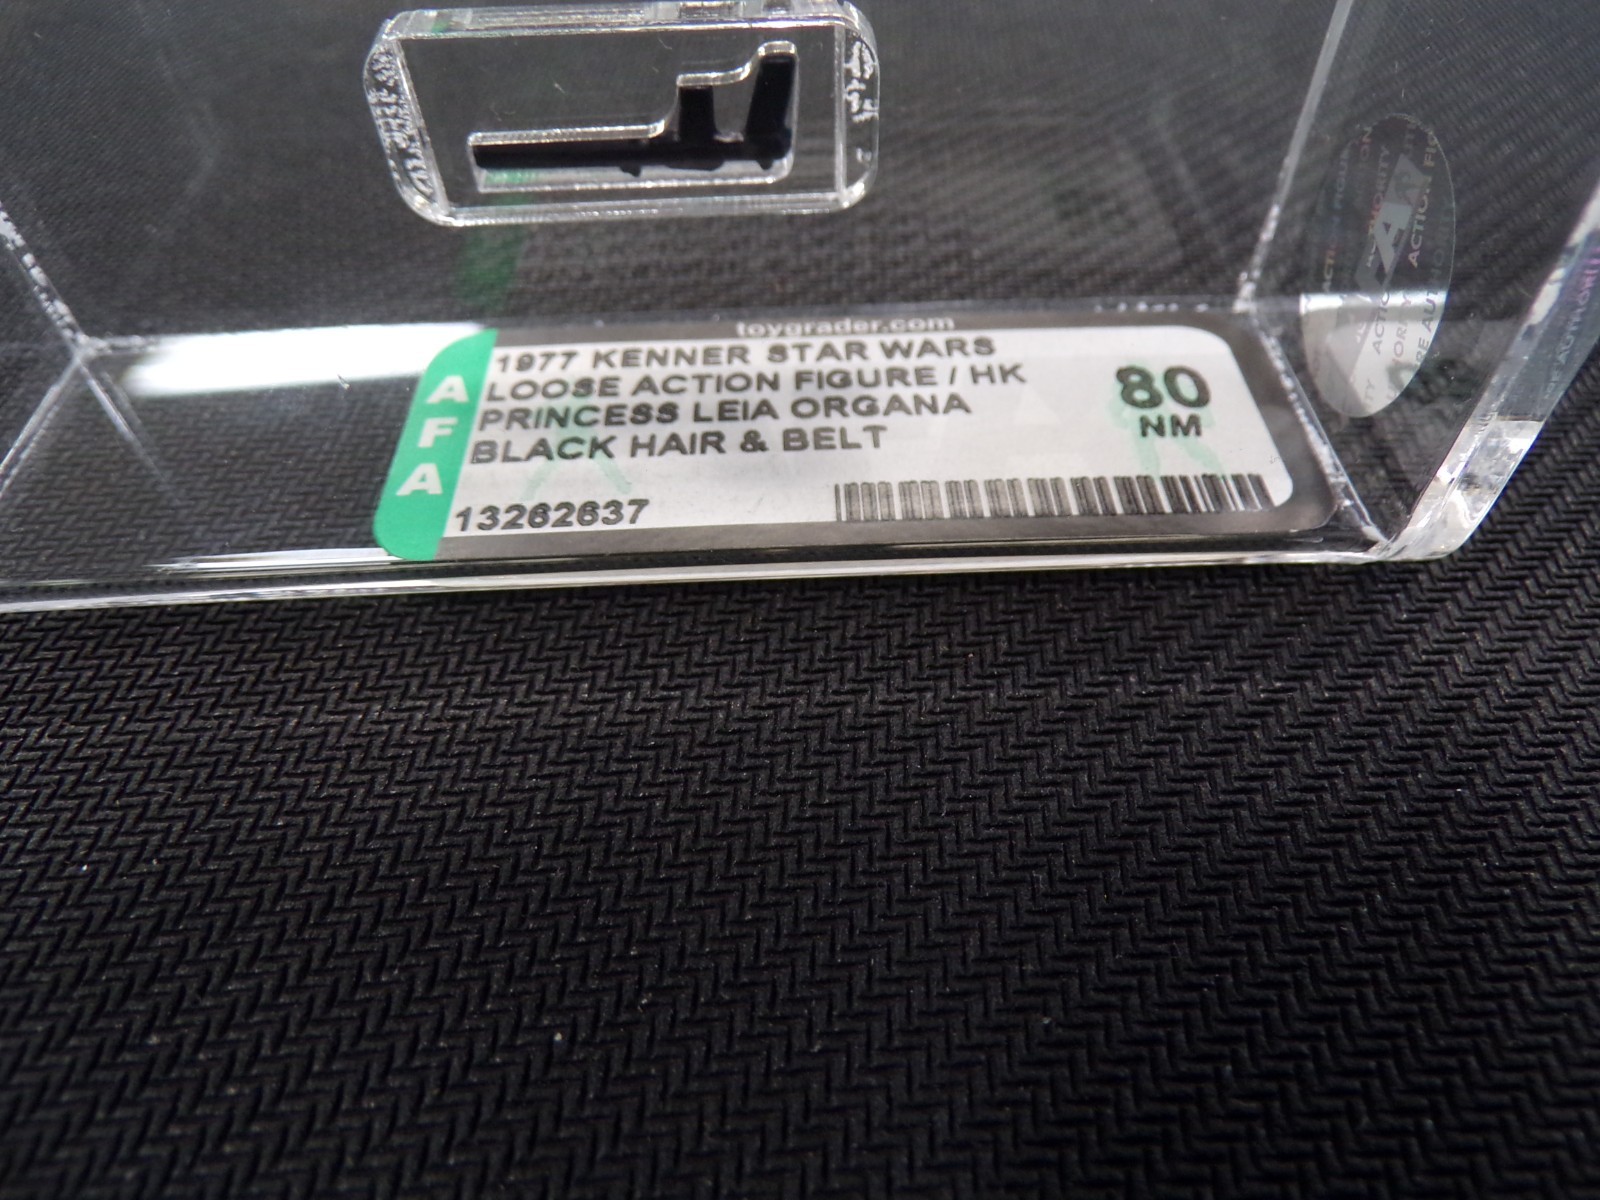 toygrader.com
AFA
1977 KENNER STAR WARS
LOOSE ACTION FIGURE / HK
PRINCESS LEIA ORGANA
BLACK HAIR & BELT
80
NM
13262637